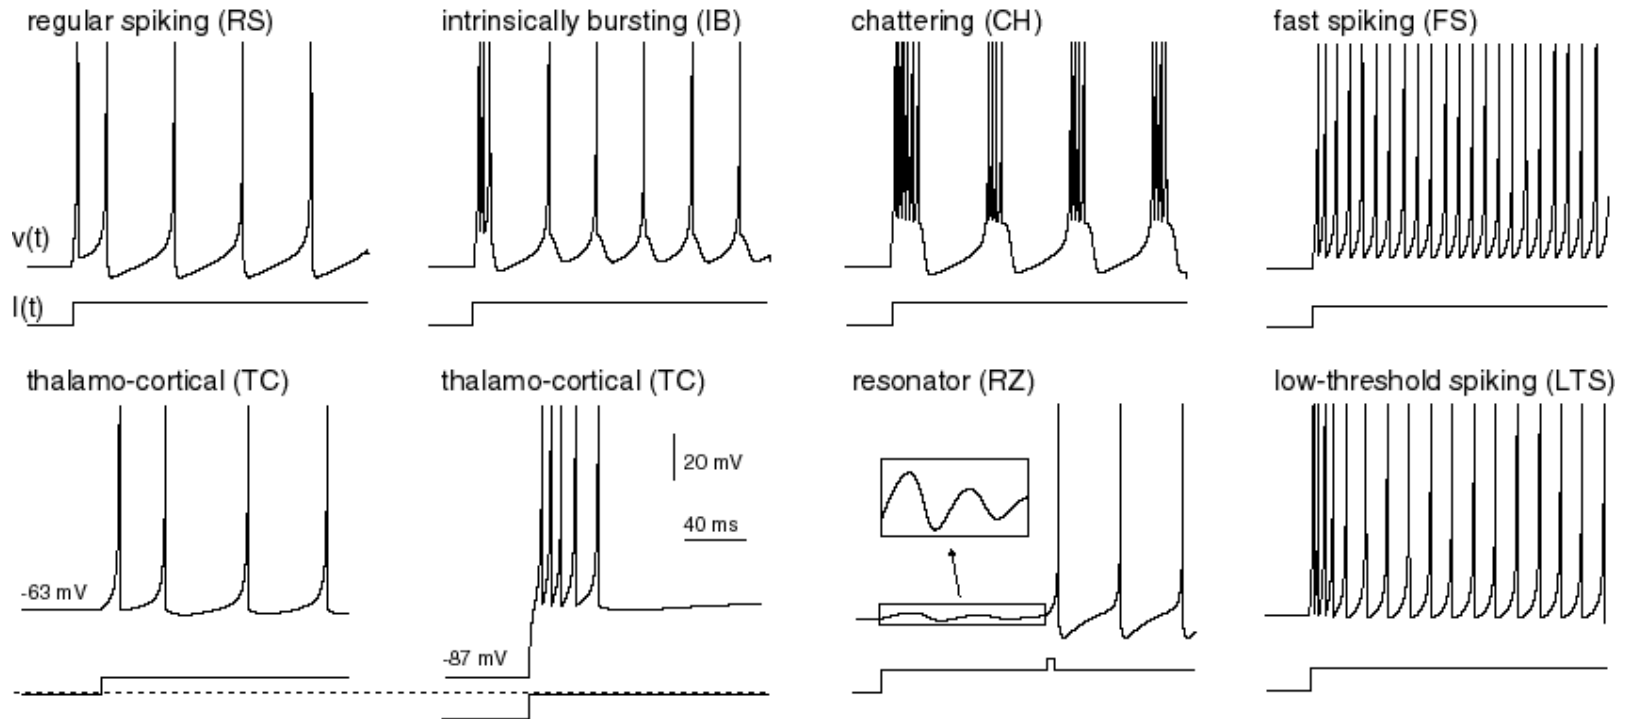 regular spiking (RS)
intrinsically bursting (IB)
chattering (CH)
fast spiking (FS)
v(t)
I(t)
thalamo-cortical (TC)
thalamo-cortical (TC)
resonator (RZ)
low-threshold spiking (LTS)
20 mV
40 ms
-63 mV
-87 mV